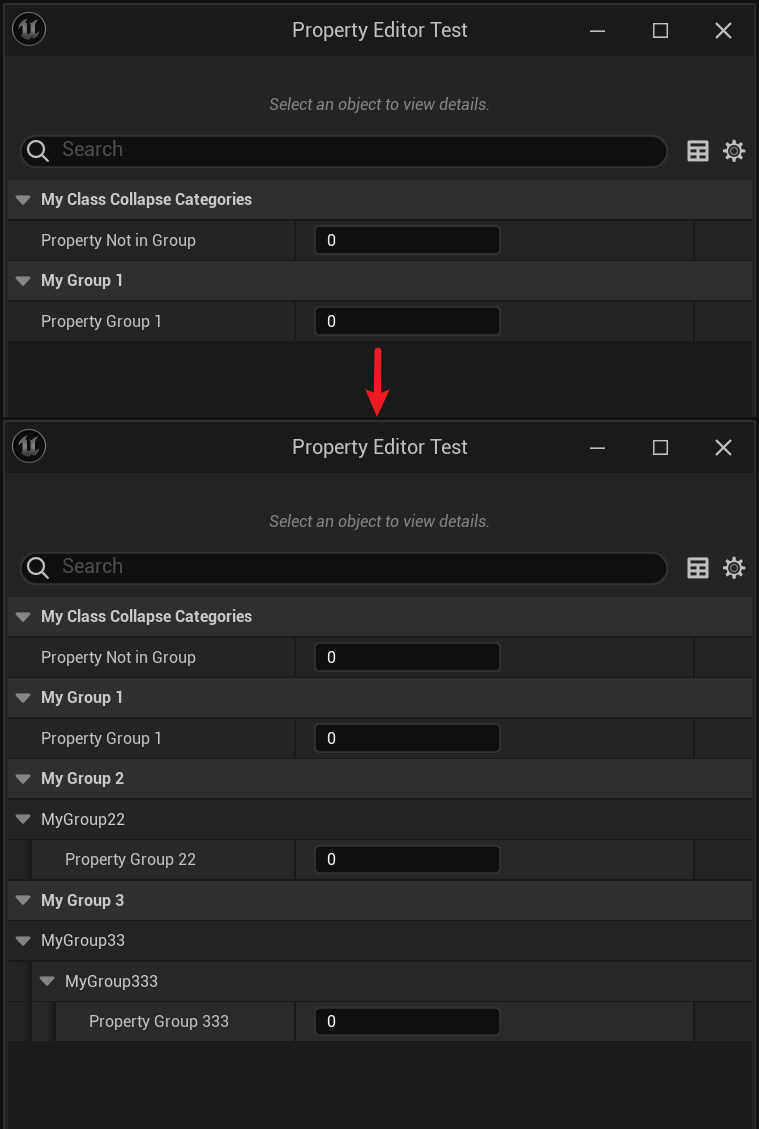 Property Editor Test
Select an object to view details.
Search
My Class Collapse Categories
Property Not in Group 0
My Group 1
Property Group 1 0
Property Editor Test
Select an object to view details.
Search
My Class Collapse Categories
Property Not in Group 0
My Group 1
Property Group 1 0
My Group 2
MyGroup22
Property Group 22 0
My Group 3
MyGroup33
MyGroup333
Property Group 333 0